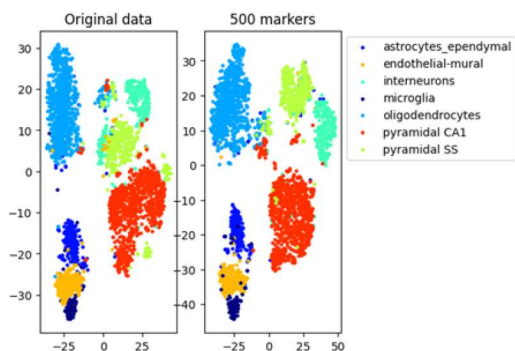 Original data
500 markers
30
20
10
0
−10
−20
−30
−25
0
25
30
20
10
0
−10
−20
−30
−40
−25
0
25
50
astrocytes_ependymal
endothelial-mural
interneurons
microglia
oligodendrocytes
pyramidal CA1
pyramidal SS